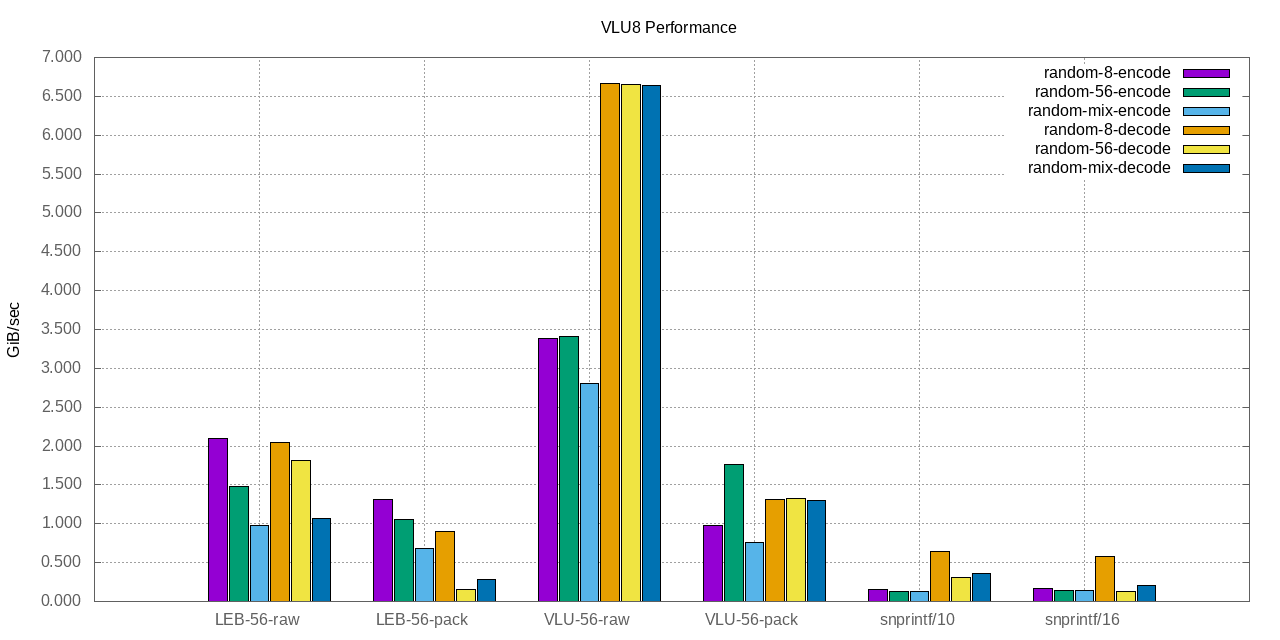 VLU8 Performance
7.000
6.500
6.000
5.500
5.000
4.500
4.000
3.500
3.000
2.500
2.000
1.500
1.000
0.500
0.000
GiB/sec
random-8-encode
random-56-encode
random-mix-encode
random-8-decode
random-56-decode
random-mix-decode
LEB-56-raw LEB-56-pack VLU-56-raw VLU-56-pack snprintf/10 snprintf/16